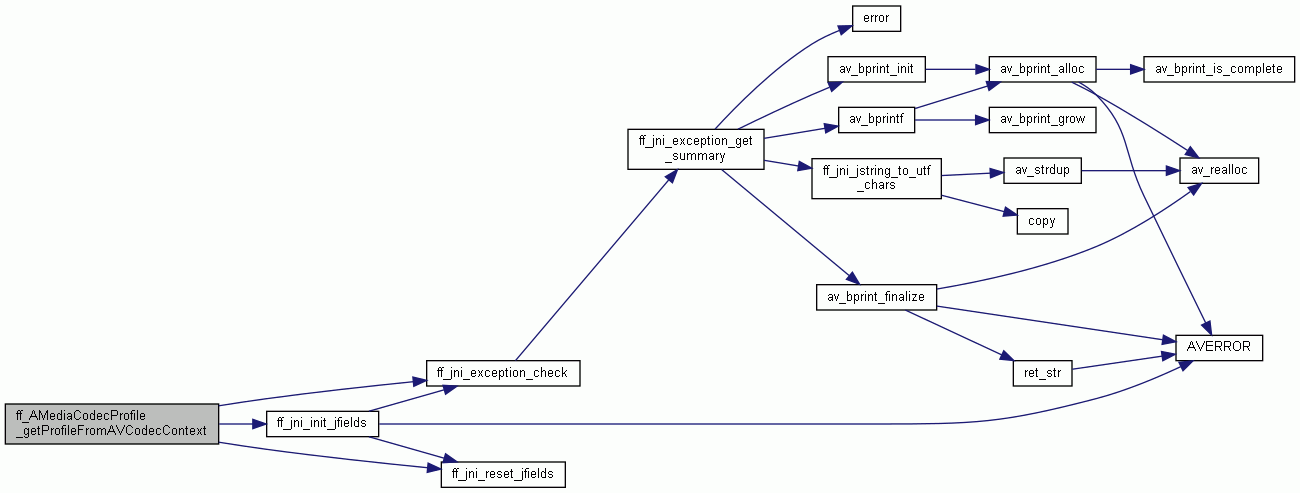 error
av_bprint_init
av_bprint_alloc
av_bprint_is_complete
av_bprintf
av_bprint_grow
ff_jni_exception_get
_summary
ff_jni_jstring_to_utf
_chars
av_strdup
av_realloc
copy
av_bprint_finalize
AVERROR
ret_str
ff_jni_exception_check
ff_AMediaCodecProfile
_getProfileFromAVCodecContext
ff_jni_init_jfields
ff_jni_reset_jfields